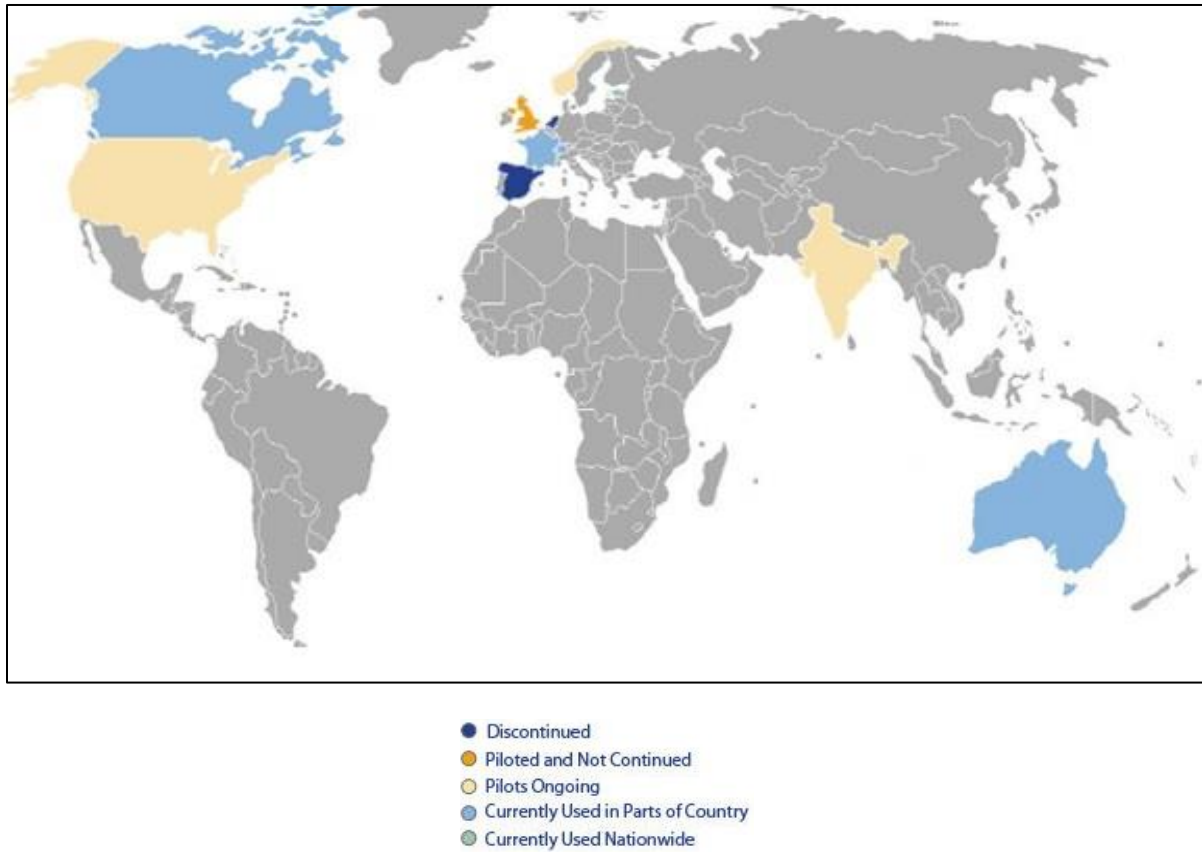 Discontinued
Piloted and Not Continued
Pilots Ongoing
Currently Used in Parts of Country
Currently Used Nationwide